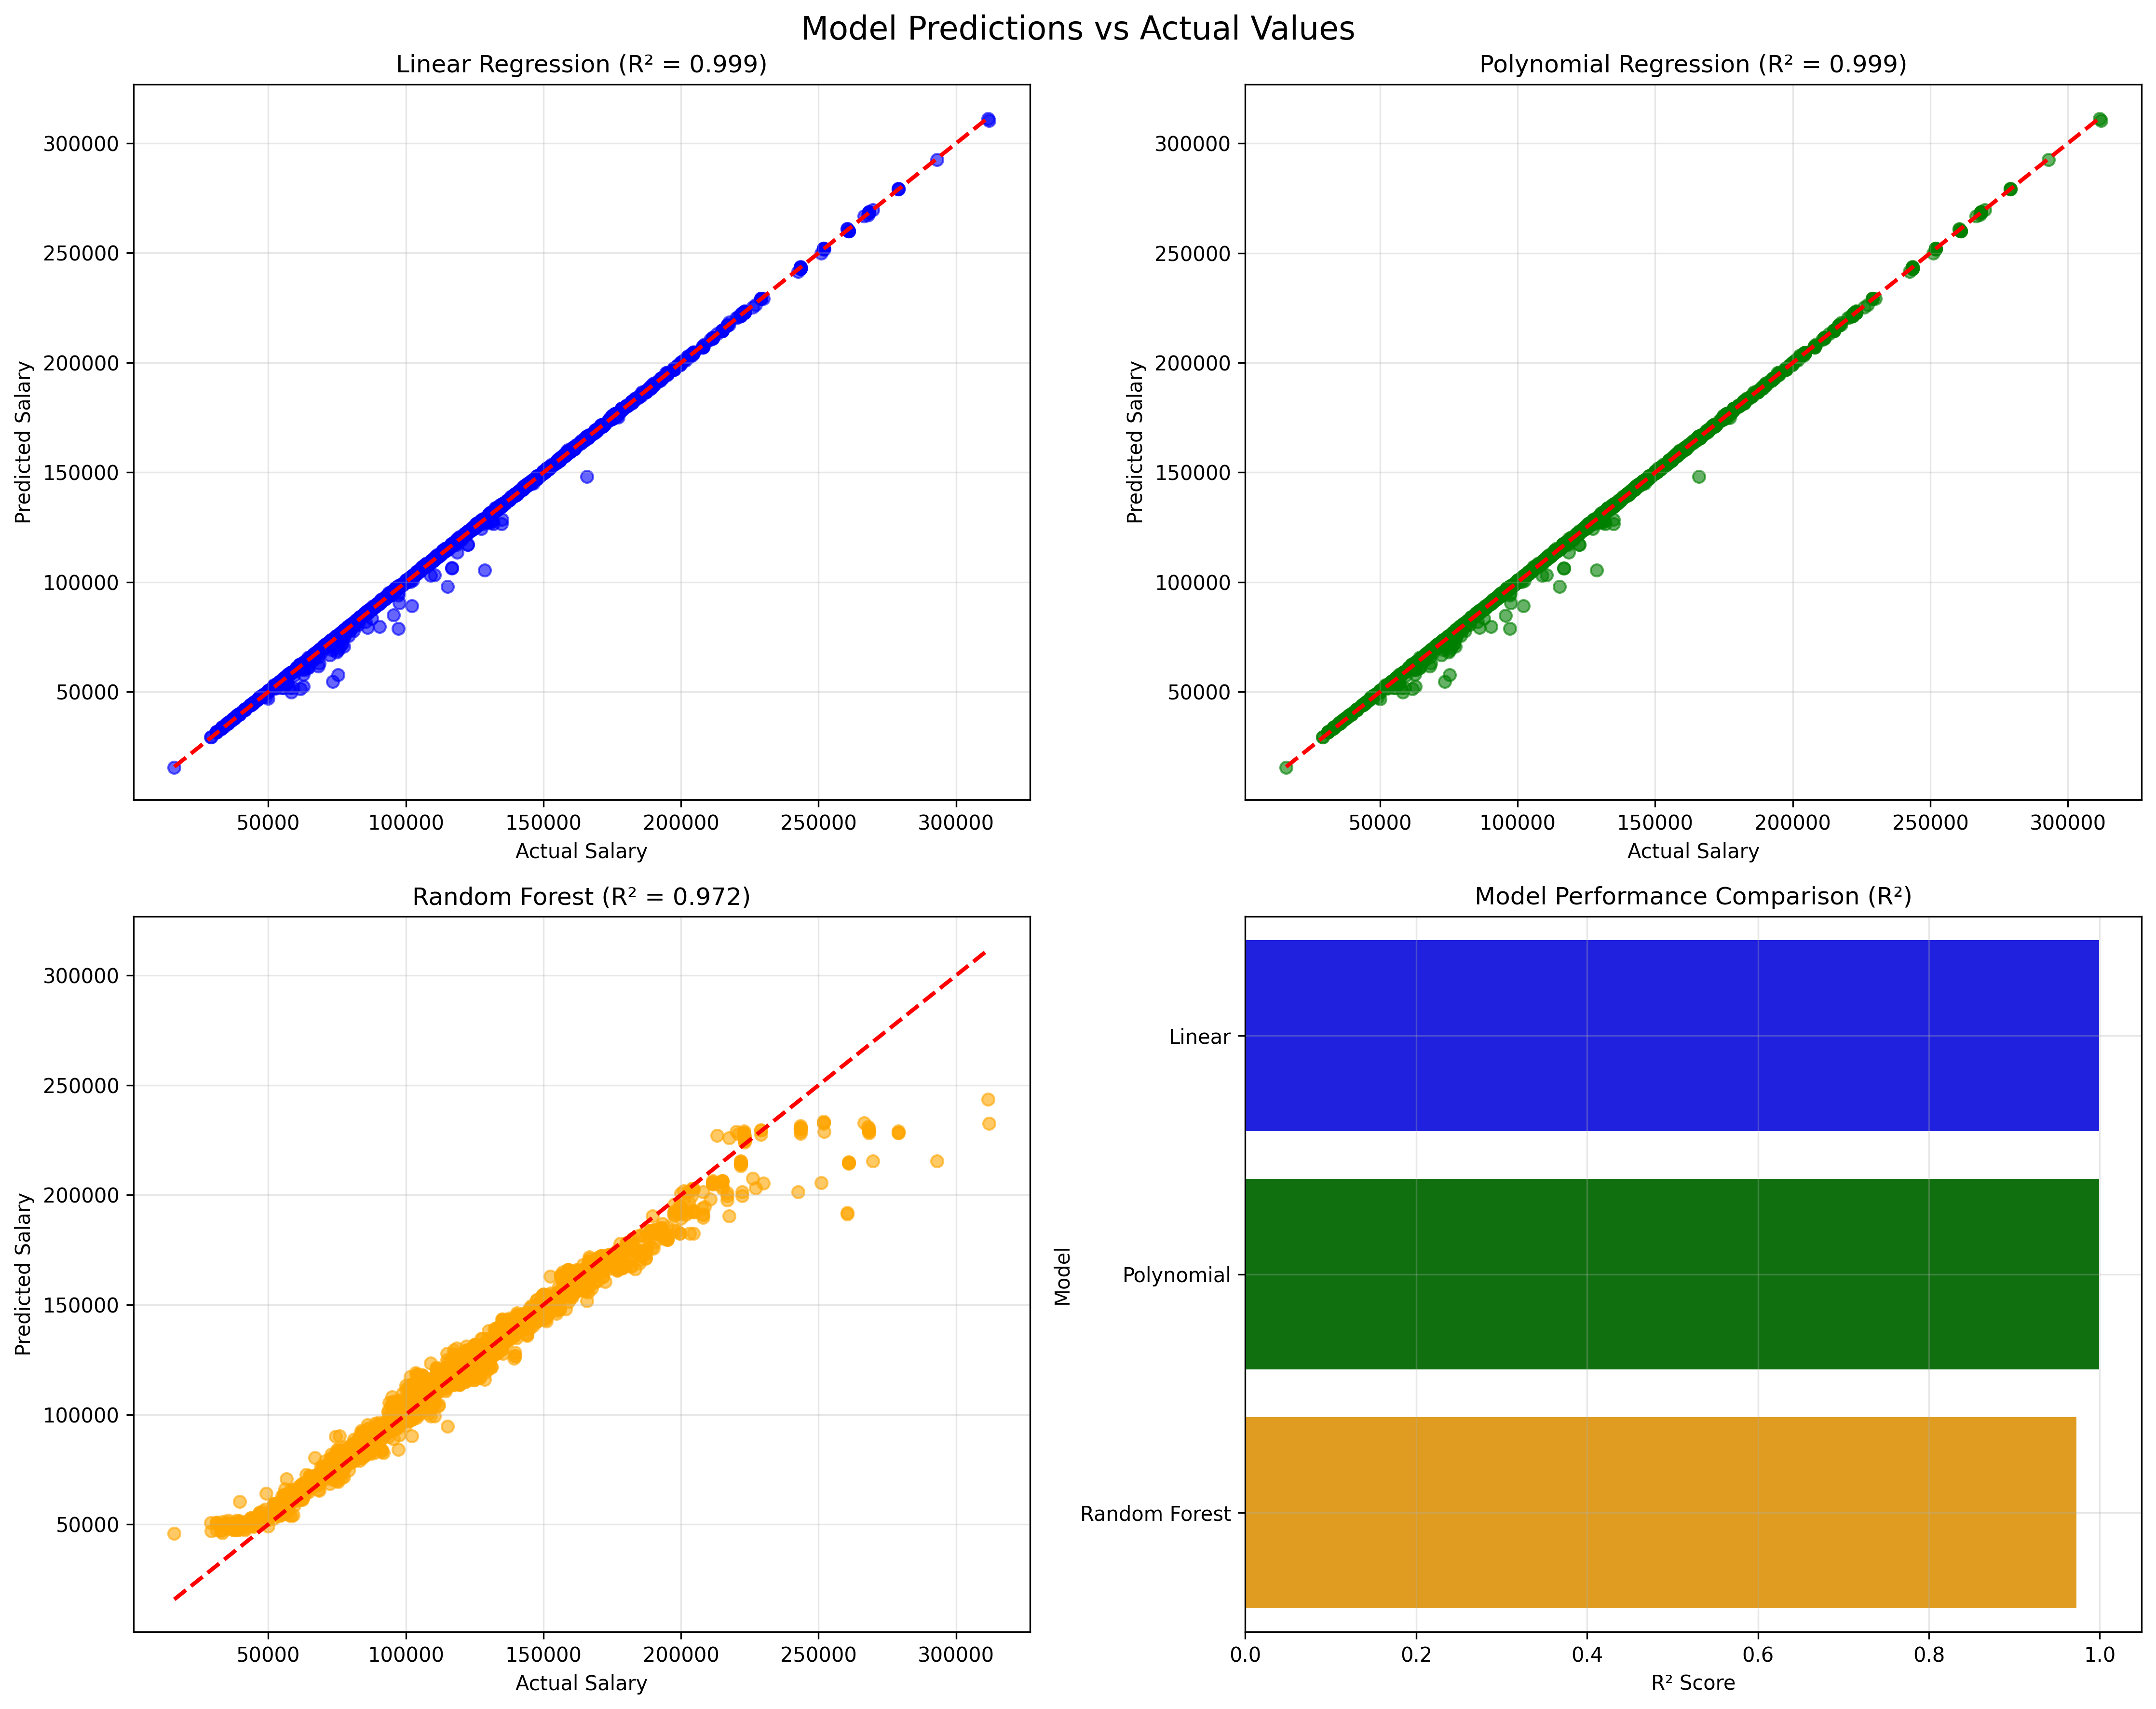 Model Predictions vs Actual Values
Linear Regression (R² = 0.999)
300000
250000
200000
150000
100000
50000
Predicted Salary
50000 100000 150000 200000 250000 300000
Actual Salary
Polynomial Regression (R² = 0.999)
300000
250000
200000
150000
100000
50000
Predicted Salary
50000 100000 150000 200000 250000 300000
Actual Salary
Random Forest (R² = 0.972)
300000
250000
200000
150000
100000
50000
Predicted Salary
50000 100000 150000 200000 250000 300000
Actual Salary
Model Performance Comparison (R²)
Linear
Polynomial
Random Forest
Model
0.0 0.2 0.4 0.6 0.8 1.0
R² Score